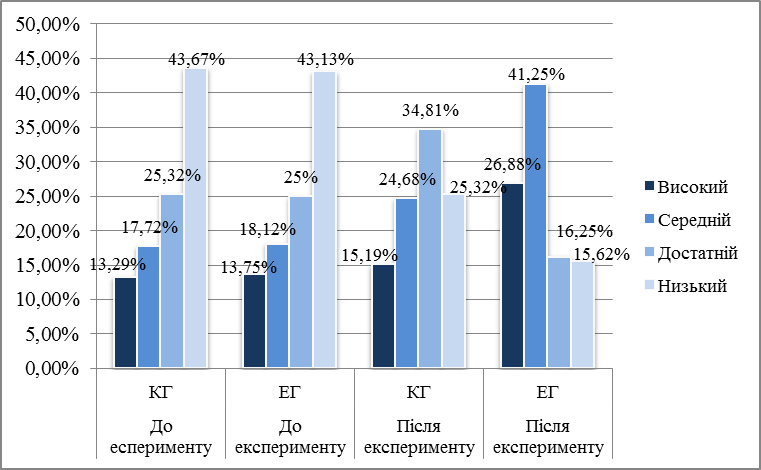 50,00%
45,00%
40,00%
35,00%
30,00%
25,00%
20,00%
15,00%
10,00%
5,00%
0,00%
13,29%
17,72%
25,32%
43,67%
13,75%
18,12%
25%
43,13%
15,19%
24,68%
34,81%
25,32%
26,88%
41,25%
16,25%
15,62%
КГ
ЕГ
КГ
ЕГ
До
есперименту
До
експерименту
Після
експерименту
Після
експерименту
Високий
Середній
Достатній
Низький